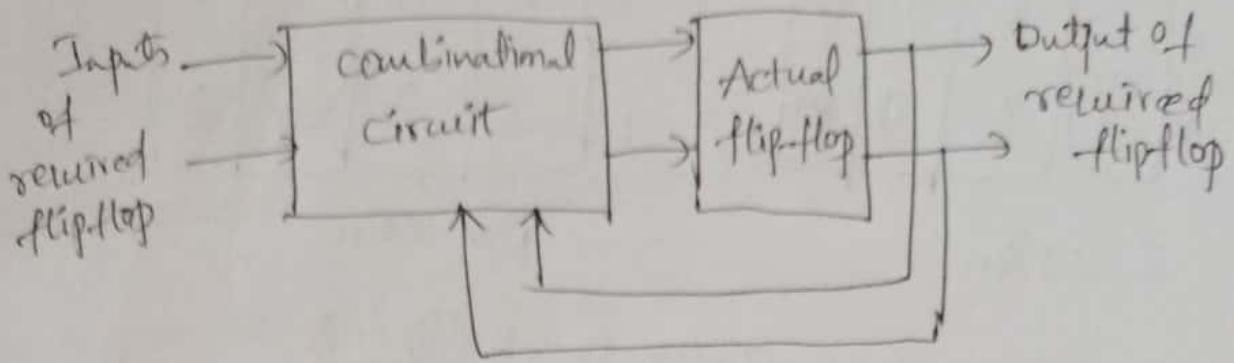 Inputs
of
required
flipflop
combinational
circuit
Actual
flip-flop
Output of
required
flipflop